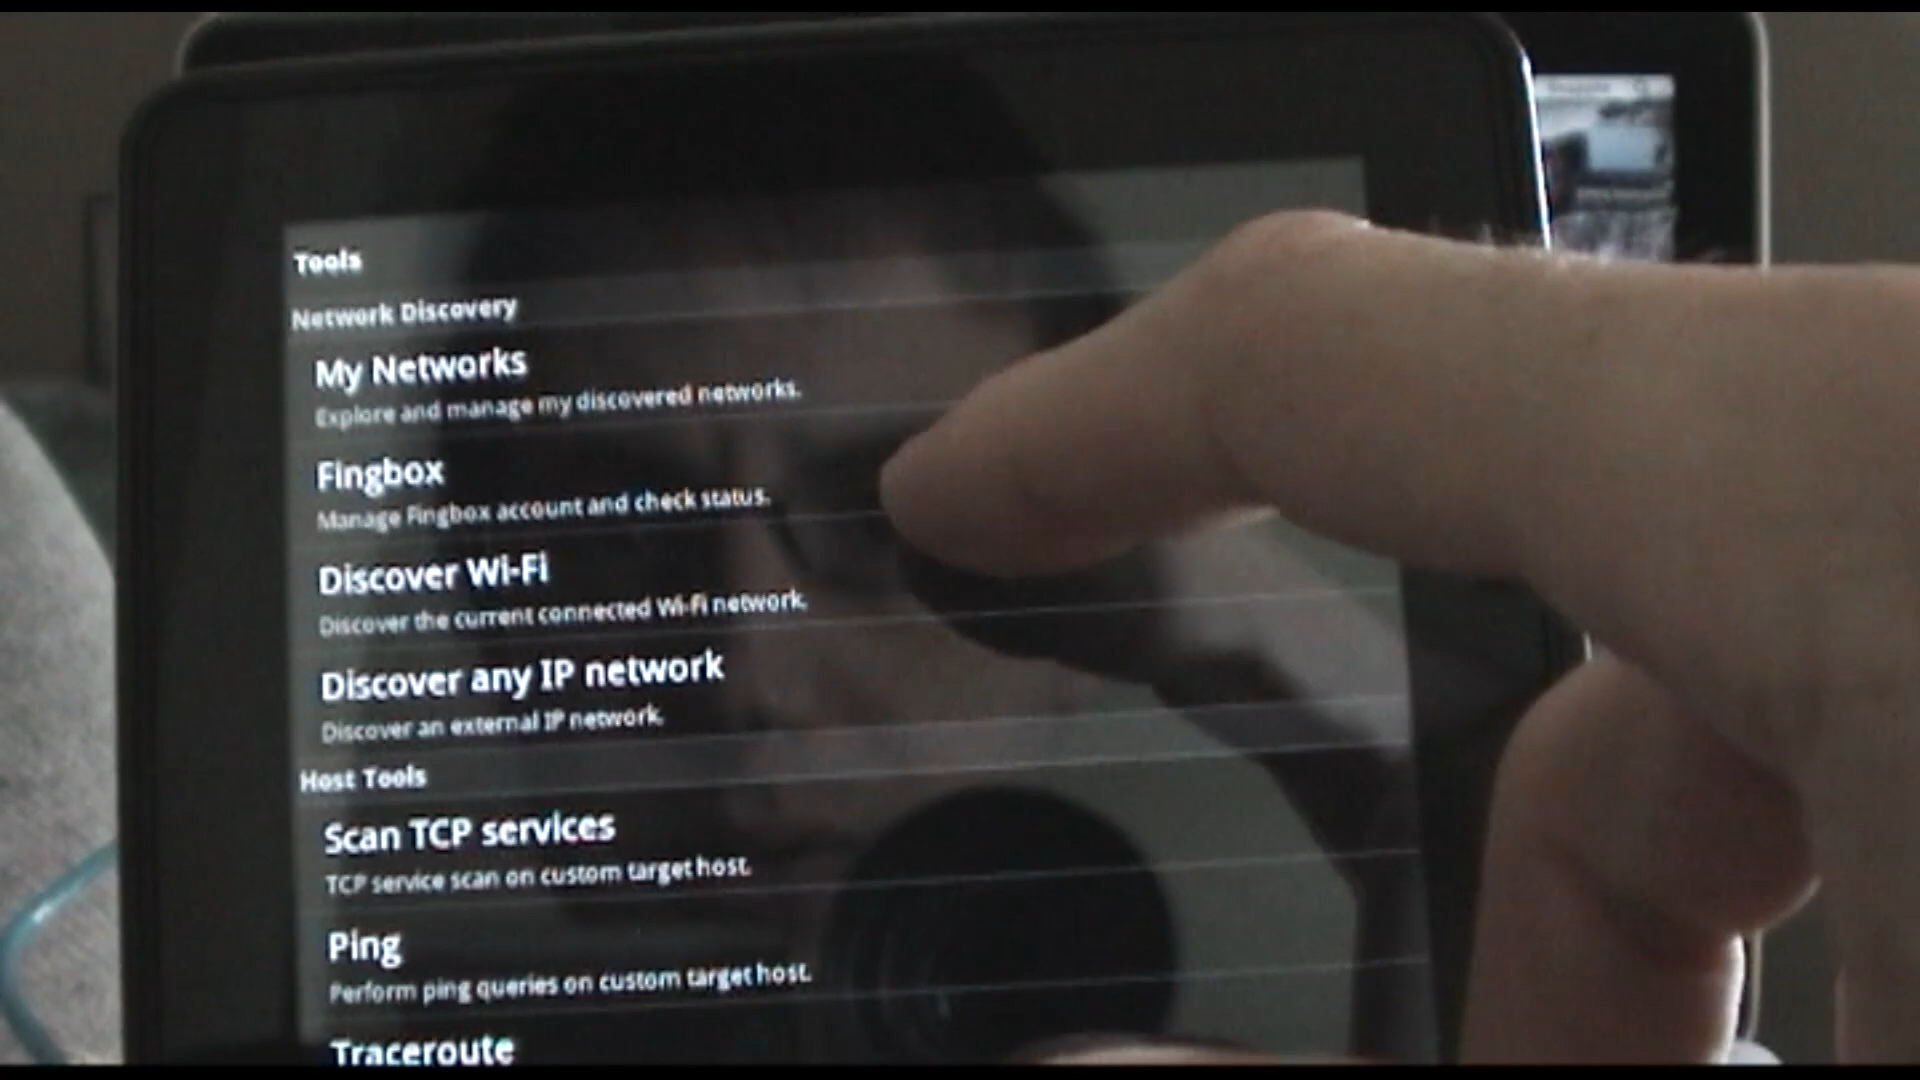 Tools
Network Discovery
My Networks
Explore and manage my discovered networks.
Fingbox
Manage Fingbox account and check status.
Discover Wi-Fi
Discover the current connected Wi-Fi network.
Discover any IP network
Discover an external IP network.
Host Tools
Scan TCP services
TCP service scan on custom target host.
Ping
Perform ping queries on custom target host.
Traceroute